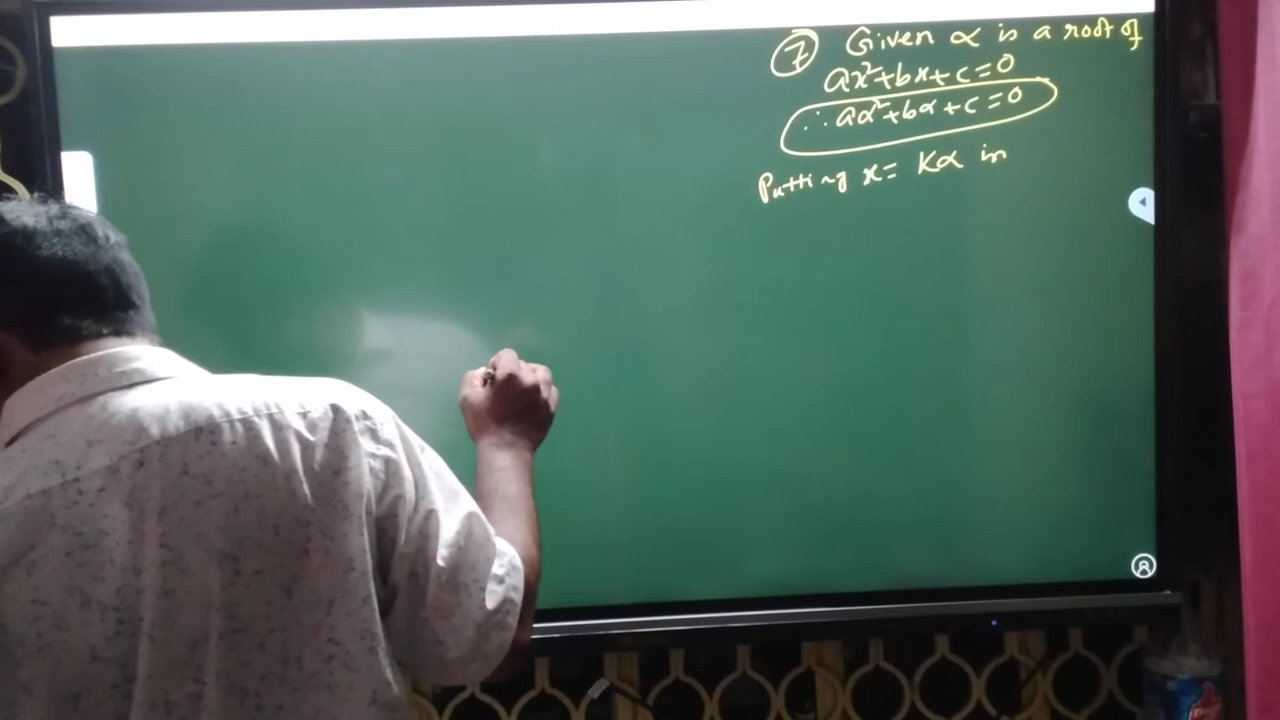 ⑦ Given α is a root of
ax²+bx+c=0
∴ aα²+bα+c=0
Putting x= Kα in